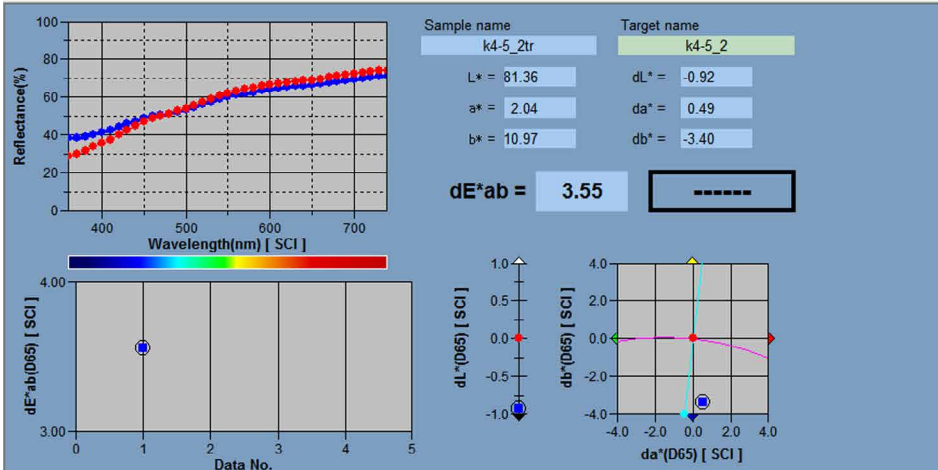 Sample name
Target name
k4-5_2tr
k4-5_2
L* = 81.36
dL* = -0.92
a* = 2.04
da* = 0.49
b* = 10.97
db* = -3.40
dE*ab = 3.55
------
Reflectance(%)
100
80
60
40
20
0
400 500 600 700
Wavelength(nm) [ SCI ]
dE*ab(D65) [ SCI ]
4.00
3.00
0 1 2 3 4 5
Data No.
dL*(D65) [ SCI ]
1.0
0.5
0.0
-0.5
-1.0
db*(D65) [ SCI ]
4.0
2.0
0.0
-2.0
-4.0
-4.0 -2.0 0.0 2.0 4.0
da*(D65) [ SCI ]